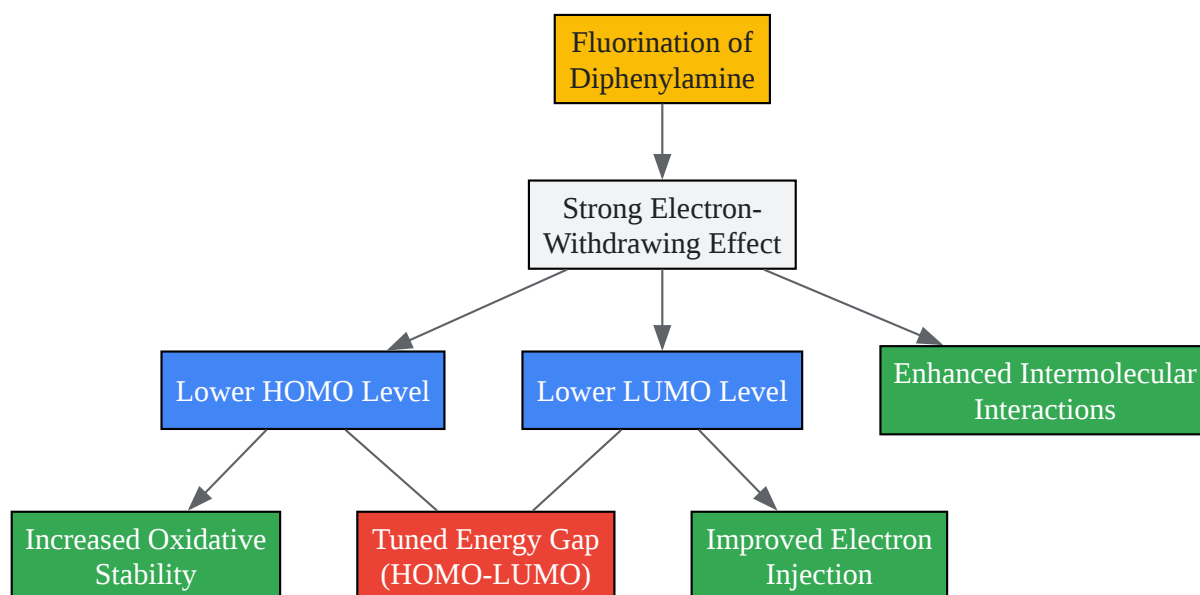 Fluorination of
Diphenylamine
Strong Electron-
Withdrawing Effect
Lower HOMO Level
Lower LUMO Level
Enhanced Intermolecular
Interactions
Increased Oxidative
Stability
Tuned Energy Gap
(HOMO-LUMO)
Improved Electron
Injection